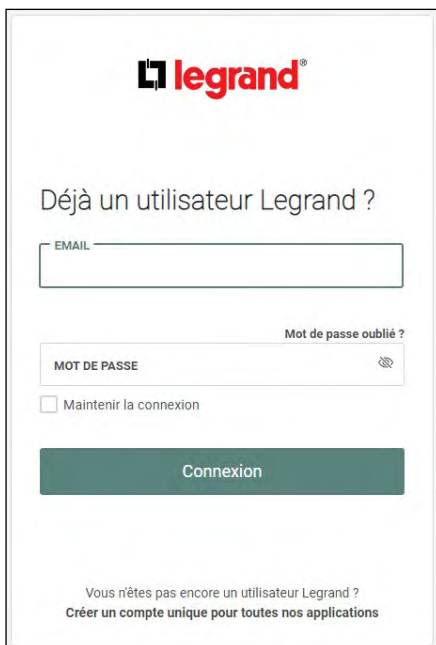 legrand®
Déjà un utilisateur Legrand ?
EMAIL
Mot de passe oublié ?
MOT DE PASSE
Maintenir la connexion
Connexion
Vous n'êtes pas encore un utilisateur Legrand ?
Créer un compte unique pour toutes nos applications